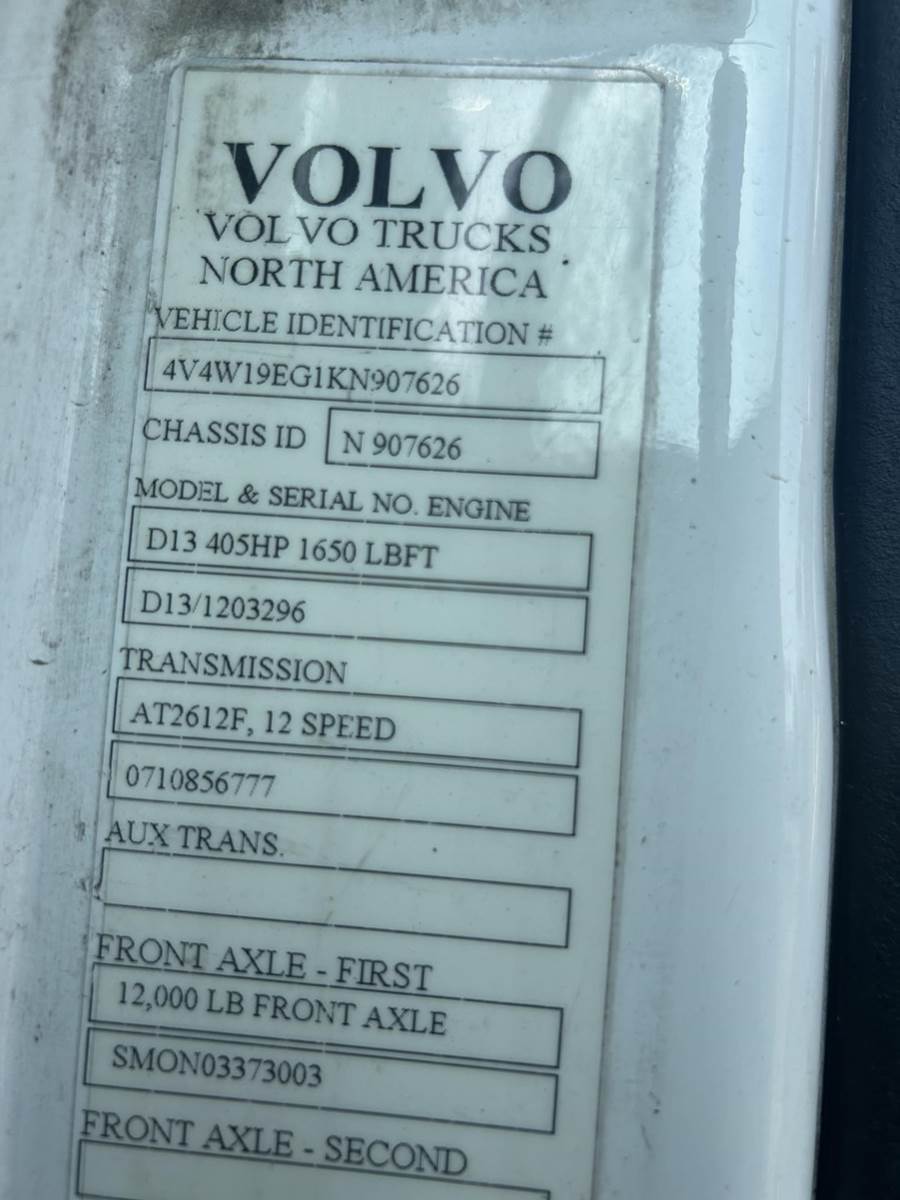 VOLVO
VOLVO TRUCKS
NORTH AMERICA
VEHICLE IDENTIFICATION #
4V4W19EG1KN907626
CHASSIS ID N 907626
MODEL & SERIAL NO. ENGINE
D13 405HP 1650 LBFT
D13/1203296
TRANSMISSION
AT2612F, 12 SPEED
0710856777
AUX TRANS.
FRONT AXLE - FIRST
12,000 LB FRONT AXLE
SMON03373003
FRONT AXLE - SECOND